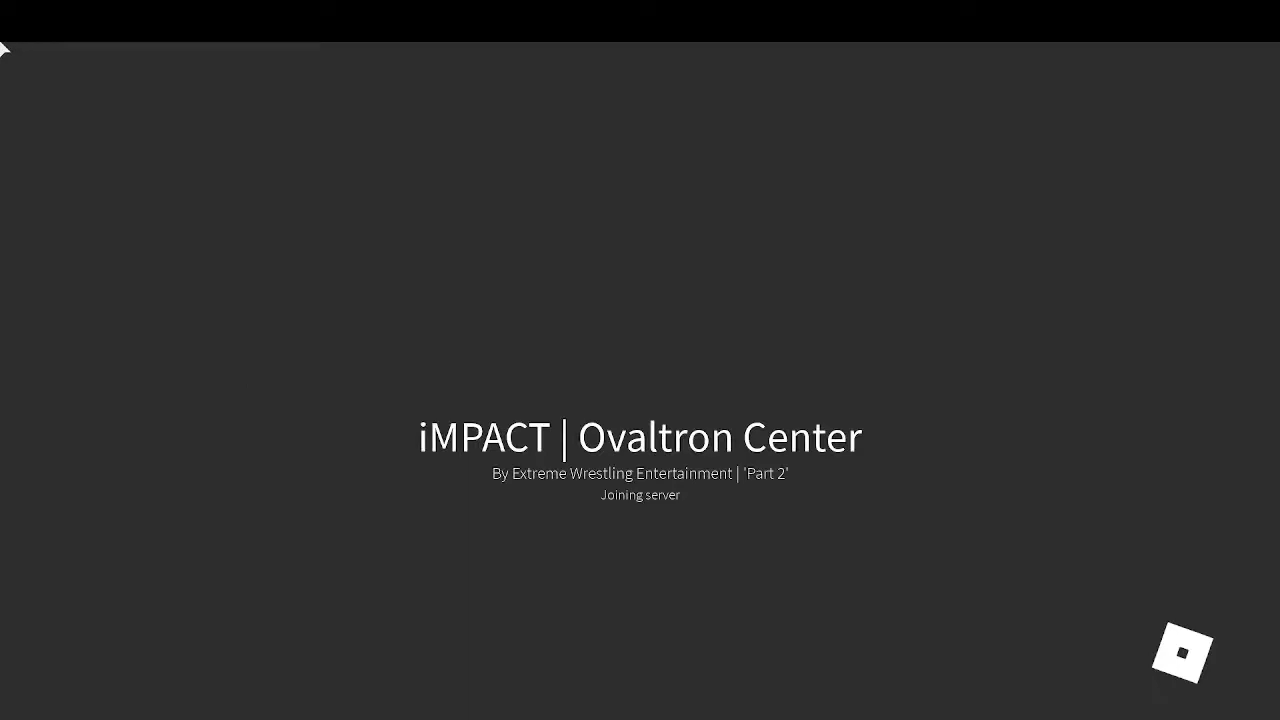 iMPACT | Ovaltron Center
By Extreme Wrestling Entertainment | 'Part 2'
Joining server